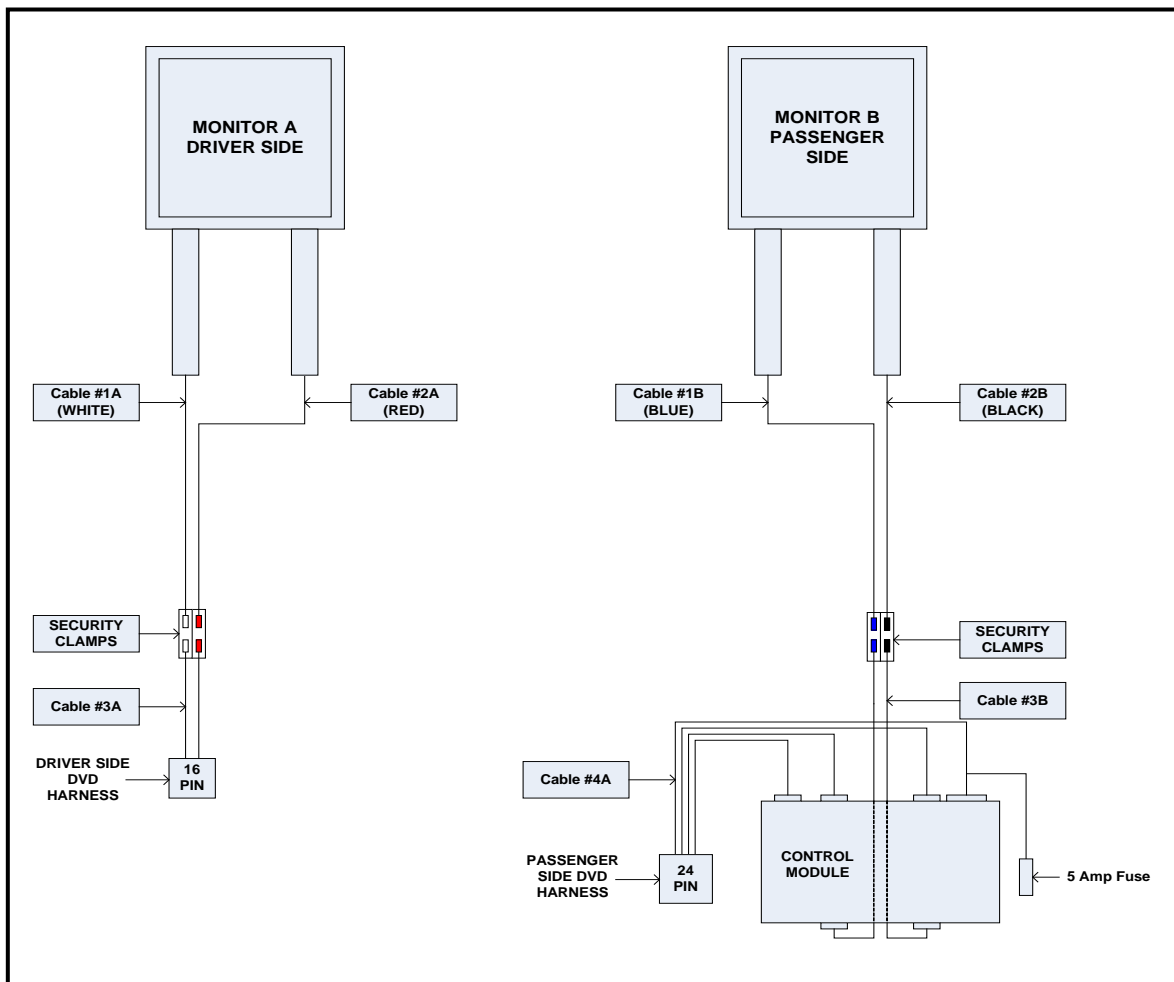 MONITOR A
DRIVER SIDE
MONITOR B
PASSENGER
SIDE
Cable #1A
(WHITE)
Cable #2A
(RED)
Cable #1B
(BLUE)
Cable #2B
(BLACK)
SECURITY
CLAMPS
SECURITY
CLAMPS
Cable #3A
Cable #3B
DRIVER SIDE
DVD
HARNESS
16
PIN
Cable #4A
PASSENGER
SIDE DVD
HARNESS
24
PIN
CONTROL
MODULE
5 Amp Fuse